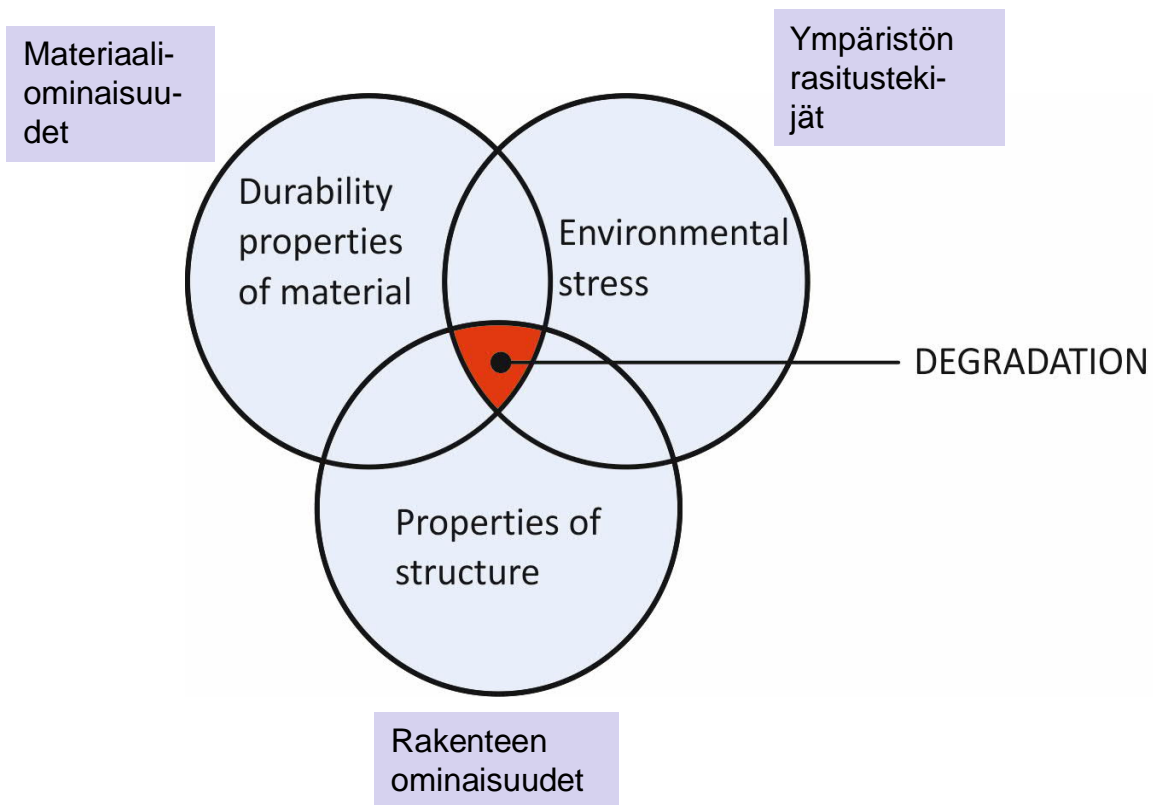 Materiaali-
ominaisuu-
det
Ympäristön
rasitusteki-
jät
Durability
properties
of material
Environmental
stress
DEGRADATION
Properties of
structure
Rakenteen
ominaisuudet